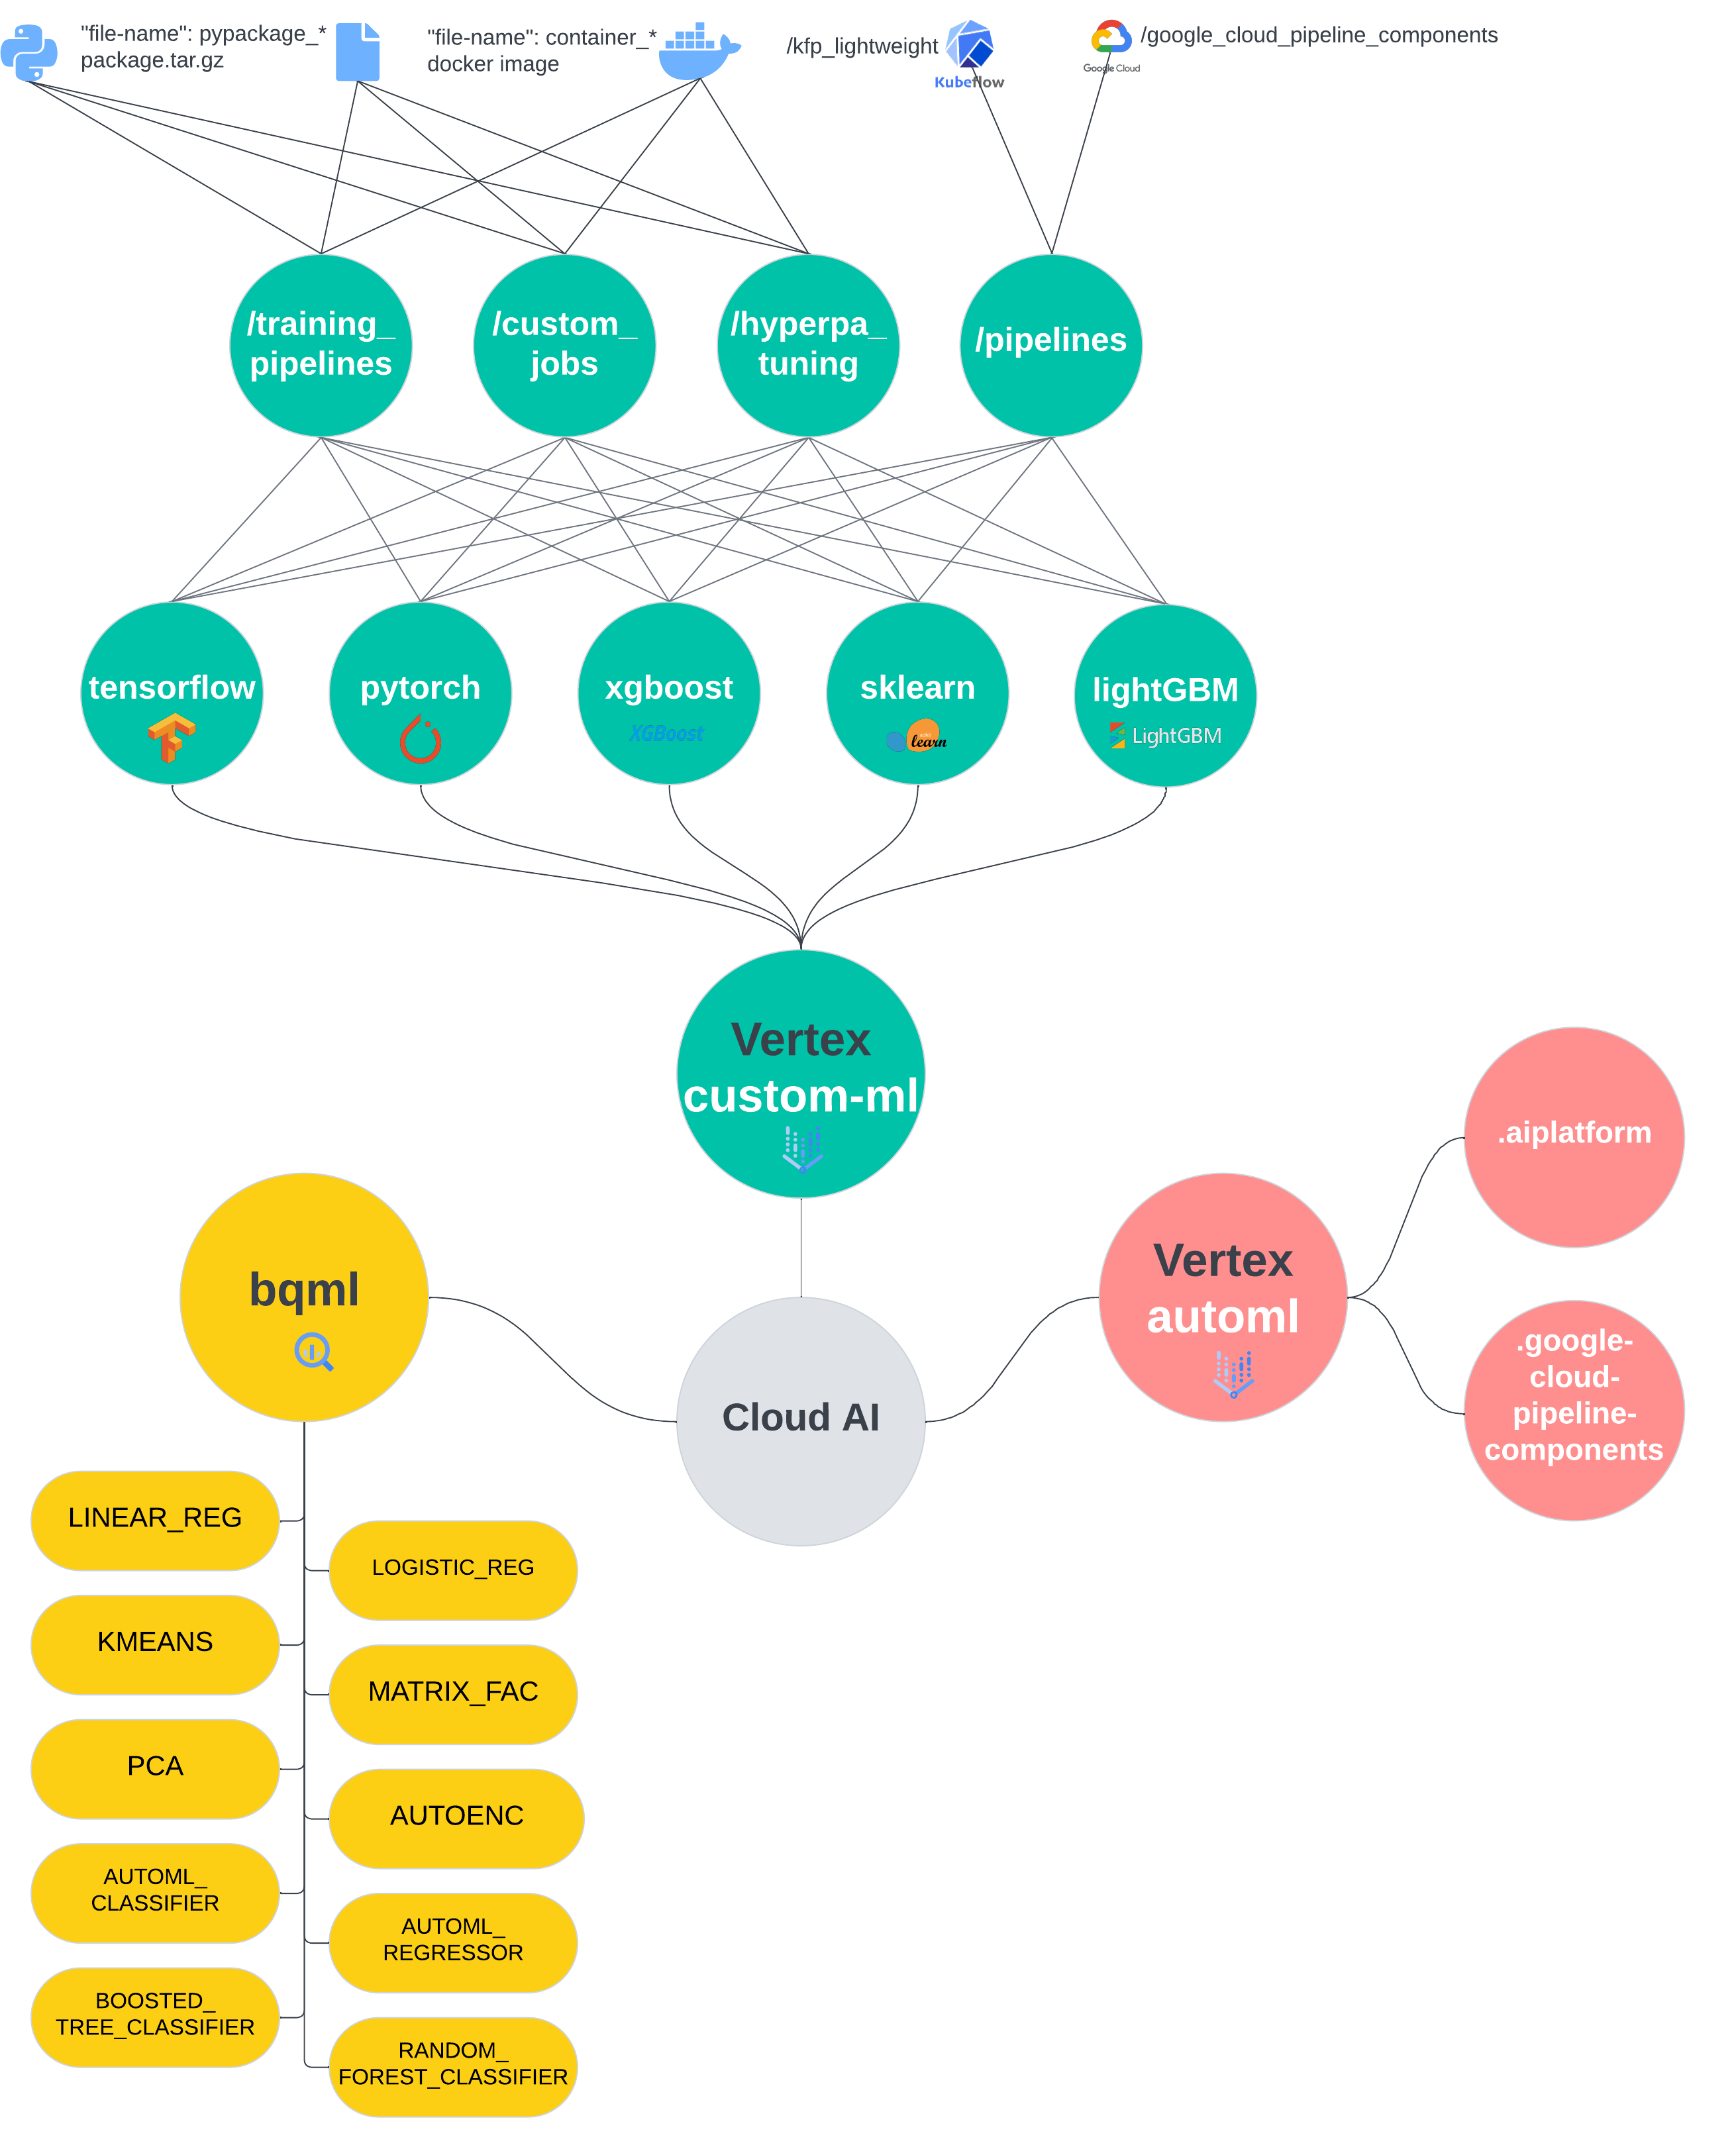 "file-name": pypackage_*
package.tar.gz
"file-name": container_*
docker image
/kfp_lightweight
Kubeflow
Google Cloud
/google_cloud_pipeline_components
/training_
pipelines
/custom_
jobs
/hyperpa_
tuning
/pipelines
tensorflow
pytorch
xgboost
XGBoost
sklearn
learn
lightGBM
LightGBM
Vertex
custom-ml
bqml
Cloud AI
Vertex
automl
.aiplatform
.google-
cloud-
pipeline-
components
LINEAR_REG
LOGISTIC_REG
KMEANS
MATRIX_FAC
PCA
AUTOENC
AUTOML_
CLASSIFIER
AUTOML_
REGRESSOR
BOOSTED_
TREE_CLASSIFIER
RANDOM_
FOREST_CLASSIFIER